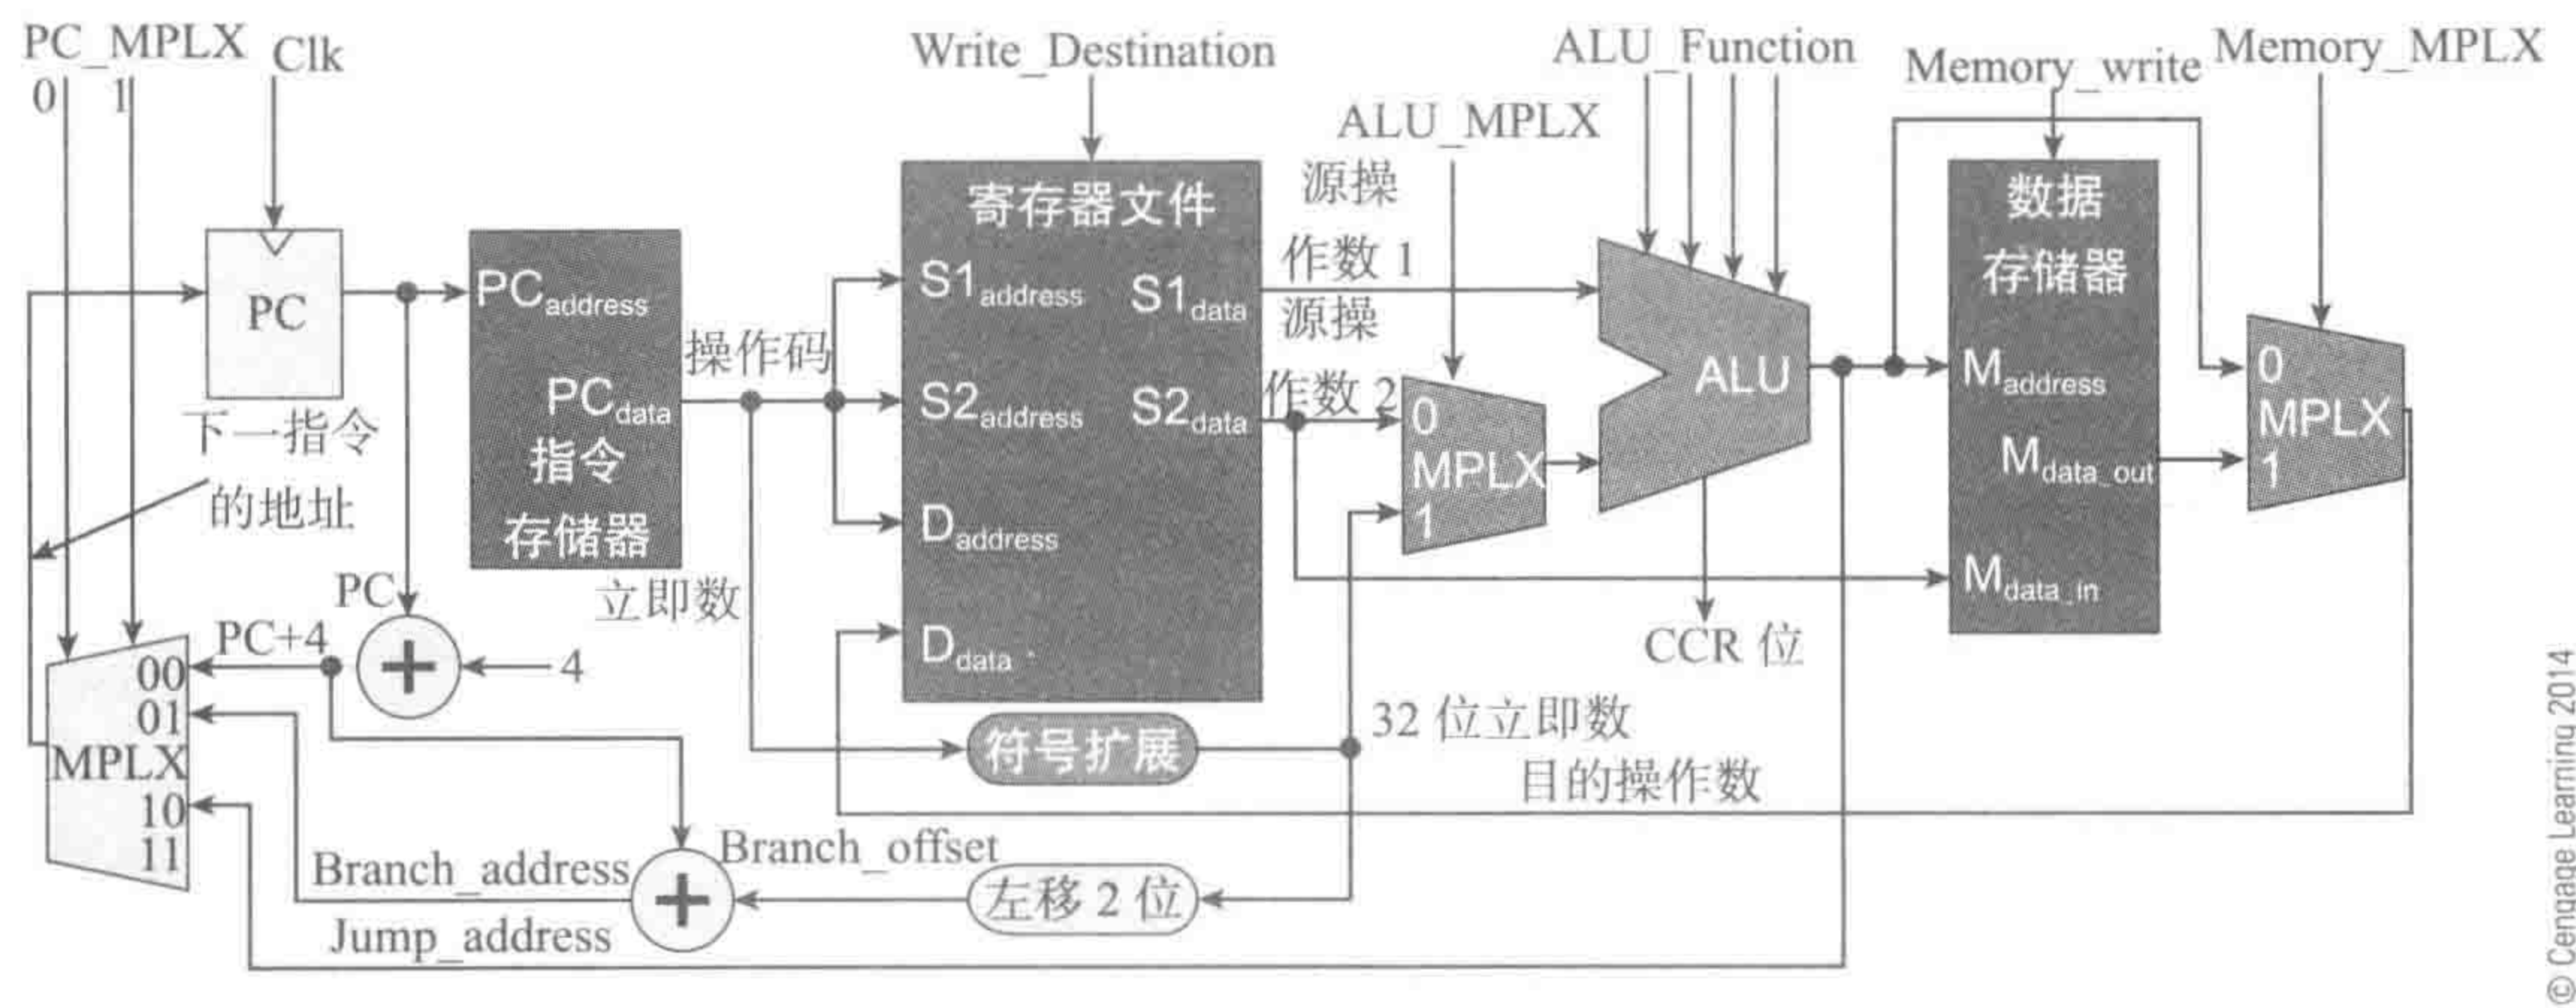 PC_MPLX
0
1
Clk
Write_Destination
ALU_Function
Memory_write
Memory_MPLX
ALU_MPLX
源操
作数 1
源操
作数 2
PC
下一指令
的地址
PCaddress
PCdata
指令
存储器
操作码
立即数
寄存器文件
S1address
S1data
S2address
S2data
Daddress
Ddata
0
MPLX
1
ALU
CCR 位
数据
存储器
Maddress
Mdata_out
Mdata_in
0
MPLX
1
PC
PC+4
4
00
01
MPLX
10
11
符号扩展
32 位立即数
目的操作数
Branch_offset
左移 2 位
Branch_address
Jump_address
© Cengage Learning 2014